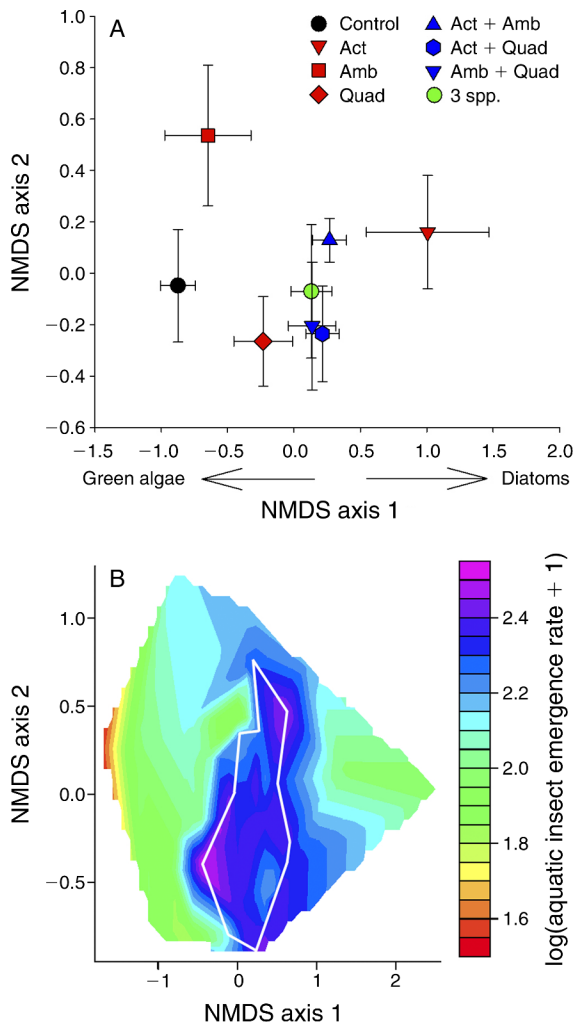 A
Control
Act
Amb
Quad
Act + Amb
Act + Quad
Amb + Quad
3 spp.
NMDS axis 2
1.0
0.8
0.6
0.4
0.2
0.0
−0.2
−0.4
−0.6
−1.5 −1.0 −0.5 0.0 0.5 1.0 1.5 2.0
Green algae Diatoms
NMDS axis 1
B
NMDS axis 2
1.0
0.5
0.0
−0.5
−1 0 1 2
NMDS axis 1
2.4
2.2
2.0
1.8
1.6
log(aquatic insect emergence rate + 1)